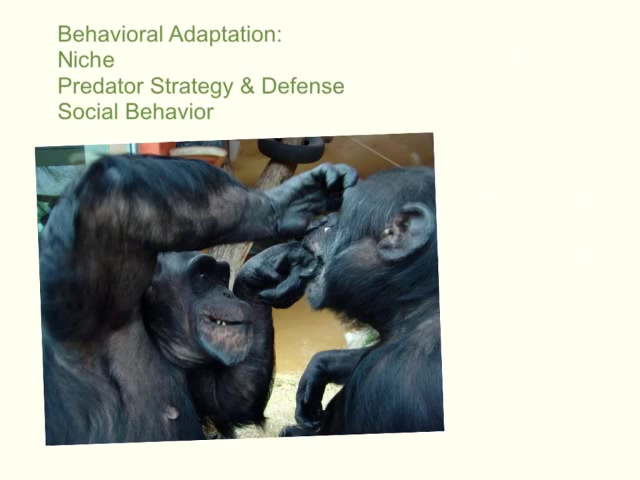 Behavioral Adaptation:
Niche
Predator Strategy & Defense
Social Behavior